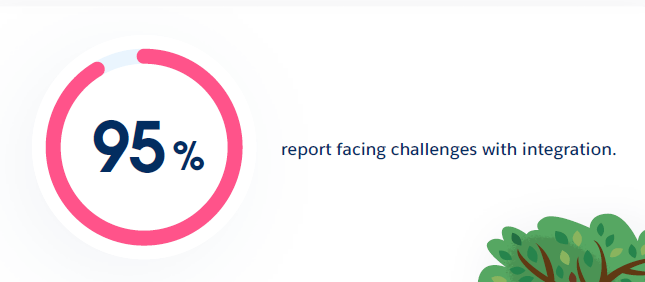 95 %
report facing challenges with integration.